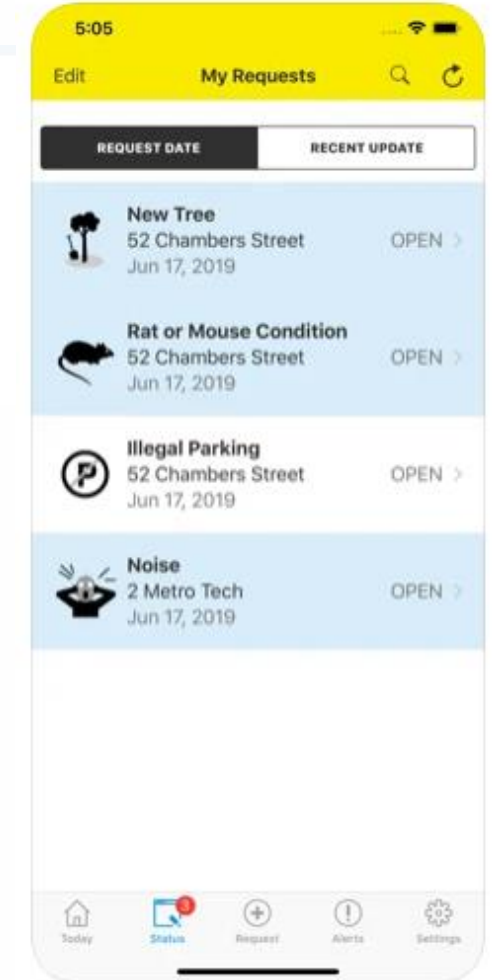 5:05
Edit My Requests
REQUEST DATE RECENT UPDATE
New Tree
52 Chambers Street OPEN
Jun 17, 2019
Rat or Mouse Condition
52 Chambers Street OPEN
Jun 17, 2019
P
Illegal Parking
52 Chambers Street OPEN
Jun 17, 2019
Noise
2 Metro Tech OPEN
Jun 17, 2019
3
Today Status Request Alerts Settings